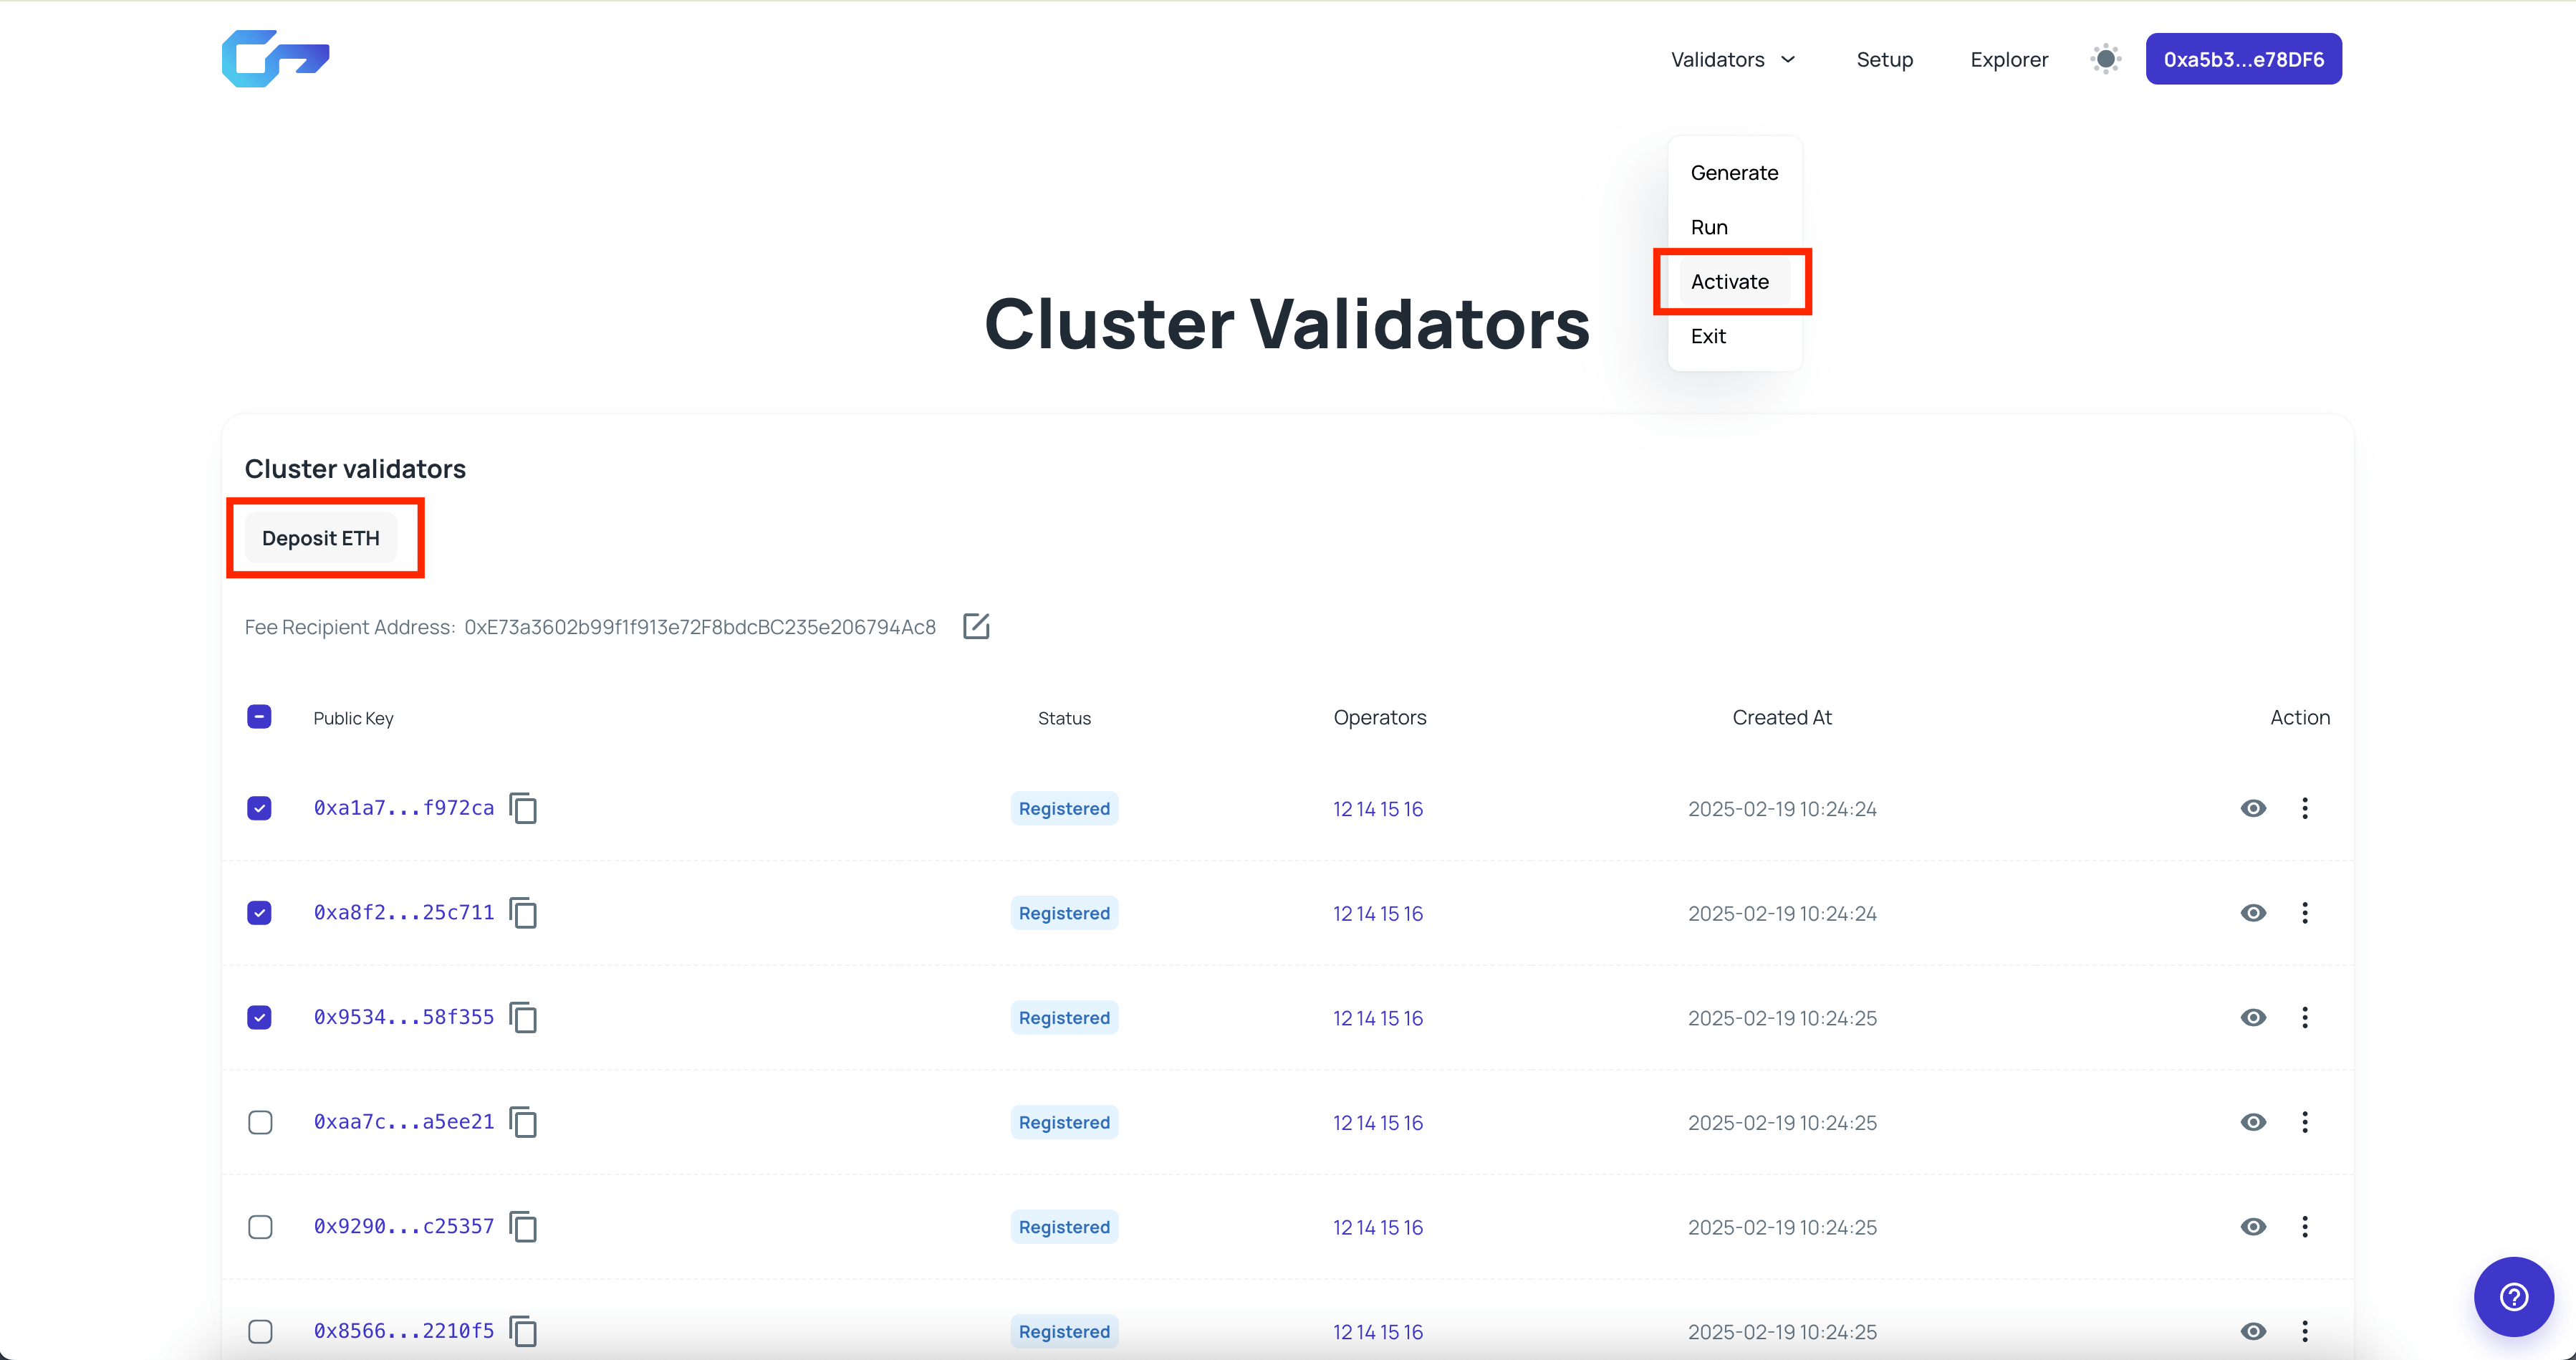 Validators Setup Explorer 0xa5b3...e78DF6
Generate
Run
Activate
Exit
Cluster Validators
Cluster validators
Deposit ETH
Fee Recipient Address: 0xE73a3602b99f1f913e72F8bdcBC235e206794Ac8
Public Key Status Operators Created At Action
0xa1a7...f972ca Registered 12 14 15 16 2025-02-19 10:24:24
0xa8f2...25c711 Registered 12 14 15 16 2025-02-19 10:24:24
0x9534...58f355 Registered 12 14 15 16 2025-02-19 10:24:25
0xaa7c...a5ee21 Registered 12 14 15 16 2025-02-19 10:24:25
0x9290...c25357 Registered 12 14 15 16 2025-02-19 10:24:25
0x8566...2210f5 Registered 12 14 15 16 2025-02-19 10:24:25